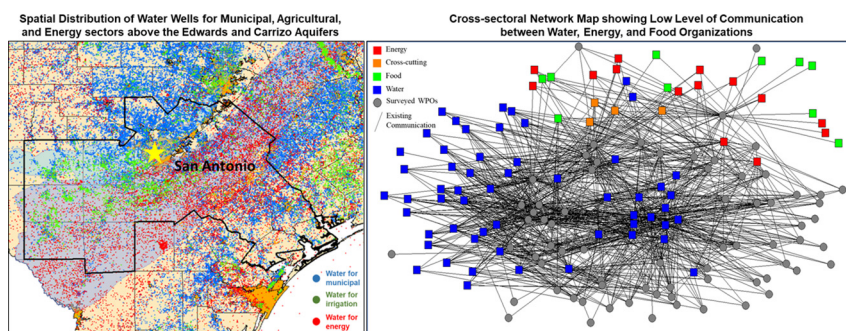 Spatial Distribution of Water Wells for Municipal, Agricultural,
and Energy sectors above the Edwards and Carrizo Aquifers
San Antonio
Water for
municipal
Water for
irrigation
Water for
energy
Cross-sectoral Network Map showing Low Level of Communication
between Water, Energy, and Food Organizations
Energy
Cross-cutting
Food
Water
Surveyed WPOs
Existing
Communication